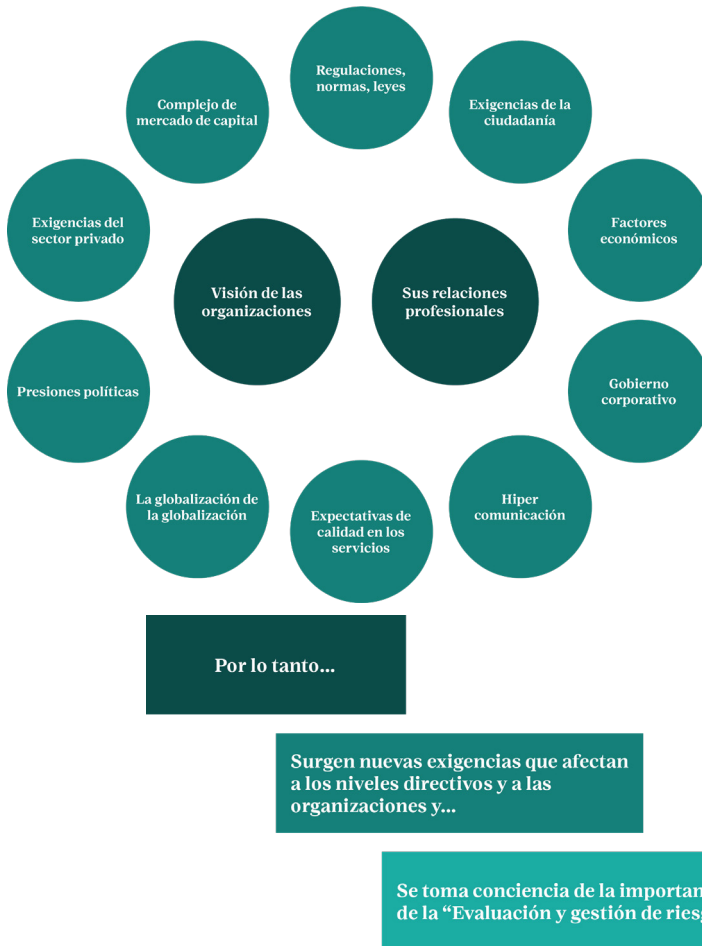 Regulaciones,
normas, leyes
Complejo de
mercado de capital
Exigencias de la
ciudadanía
Exigencias del
sector privado
Factores
económicos
Visión de las
organizaciones
Sus relaciones
profesionales
Presiones políticas
Gobierno
corporativo
La globalización de
la globalización
Expectativas de
calidad en los
servicios
Hiper
comunicación
Por lo tanto...
Surgen nuevas exigencias que afectan
a los niveles directivos y a las
organizaciones y...
Se toma conciencia de la
de la “Evaluación y gestión de